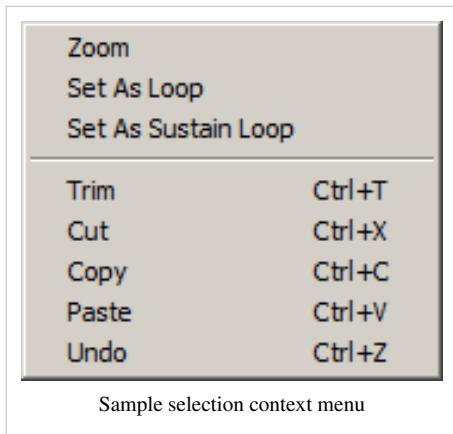 Zoom
Set As Loop
Set As Sustain Loop
Trim Ctrl+T
Cut Ctrl+X
Copy Ctrl+C
Paste Ctrl+V
Undo Ctrl+Z
Sample selection context menu